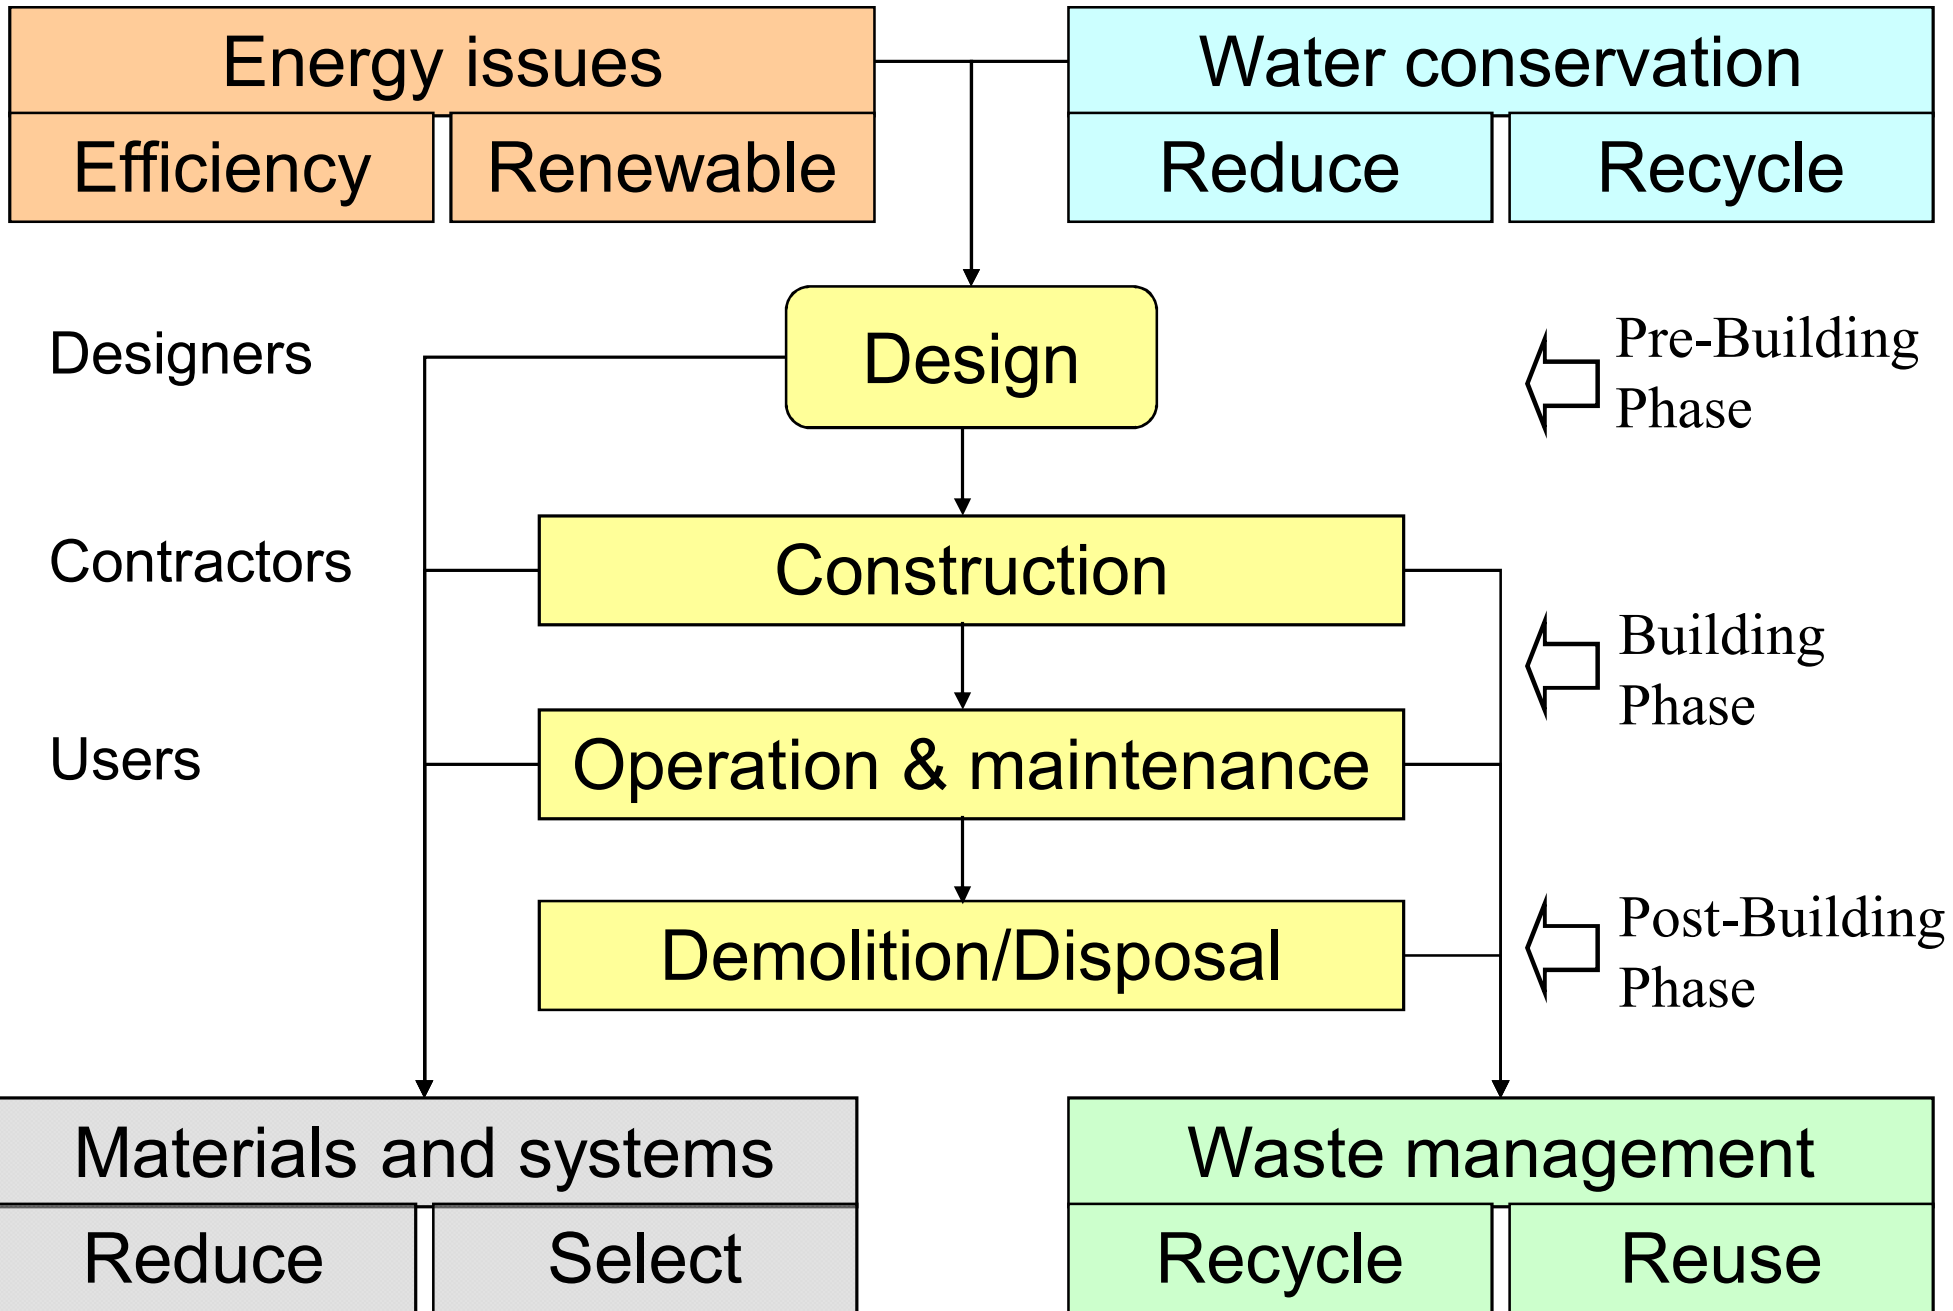 Energy issues
Efficiency
Renewable
Water conservation
Reduce
Recycle
Designers
Design
Pre-Building
Phase
Contractors
Construction
Building
Phase
Users
Operation & maintenance
Demolition/Disposal
Post-Building
Phase
Materials and systems
Reduce
Select
Waste management
Recycle
Reuse